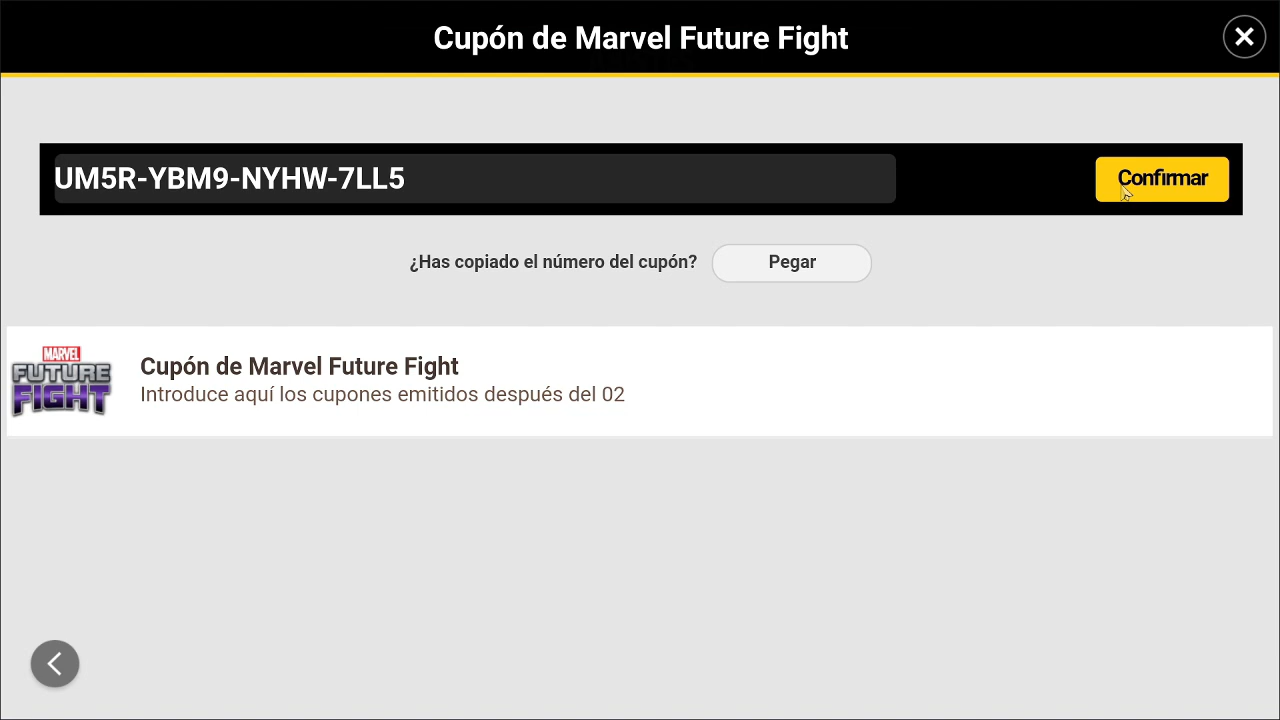 Cupón de Marvel Future Fight
UM5R-YBM9-NYHW-7LL5
Confirmar
¿Has copiado el número del cupón?
Pegar
MARVEL
FUTURE
FIGHT
Cupón de Marvel Future Fight
Introduce aquí los cupones emitidos después del 02